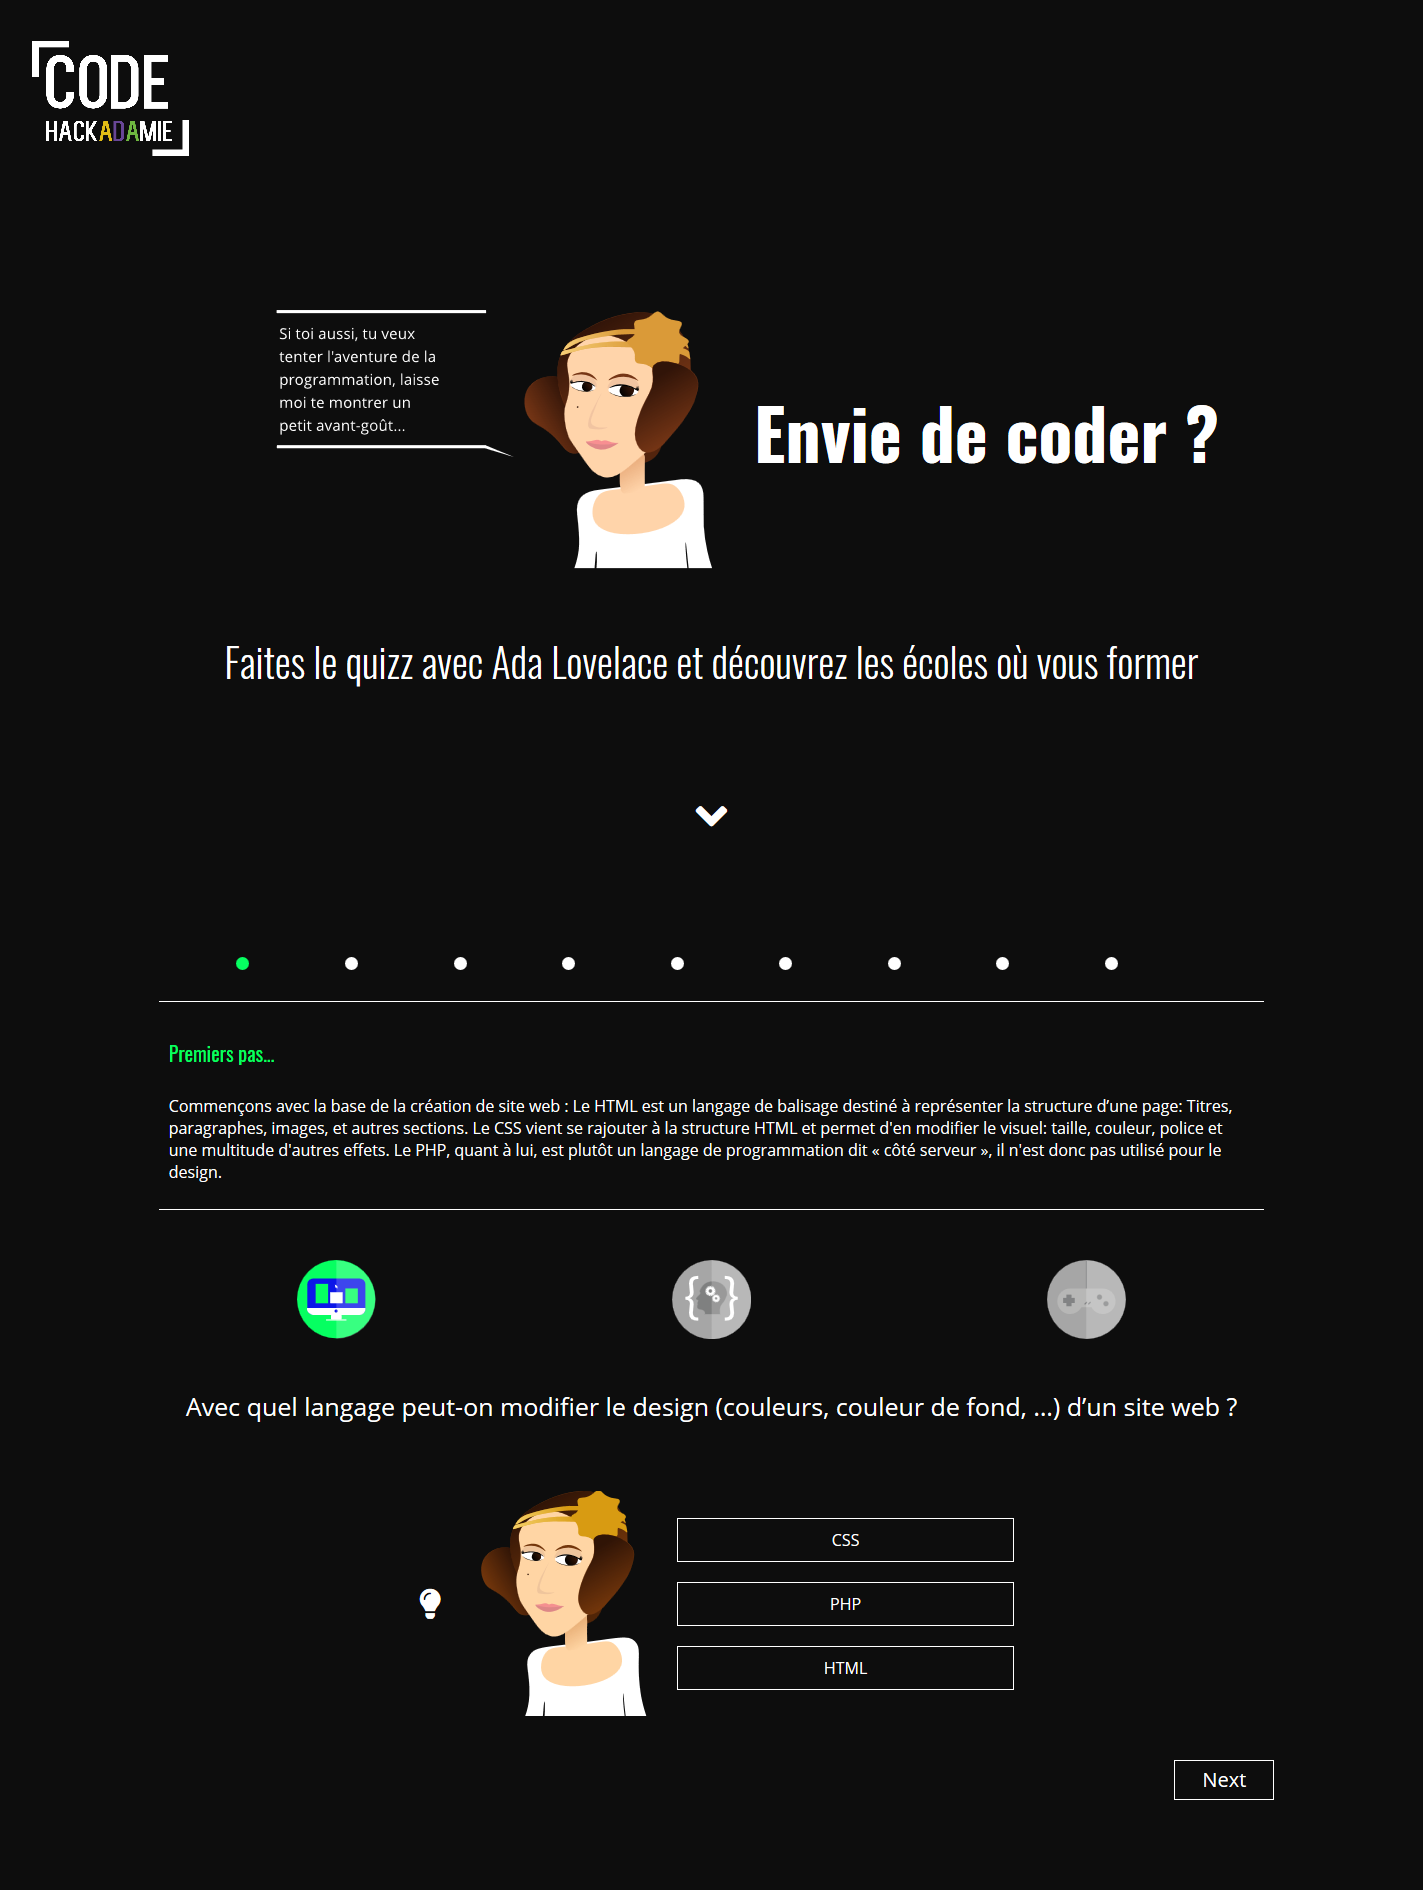 CODE
HACKADAMIE
Si toi aussi, tu veux
tenter l'aventure de la
programmation, laisse
moi te montrer un
petit avant-goût...
Envie de coder ?
Faites le quizz avec Ada Lovelace et découvrez les écoles où vous former
Premiers pas...
Commençons avec la base de la création de site web : Le HTML est un langage de balisage destiné à représenter la structure d’une page: Titres,
paragraphes, images, et autres sections. Le CSS vient se rajouter à la structure HTML et permet d'en modifier le visuel: taille, couleur, police et
une multitude d'autres effets. Le PHP, quant à lui, est plutôt un langage de programmation dit « côté serveur », il n'est donc pas utilisé pour le
design.
Avec quel langage peut-on modifier le design (couleurs, couleur de fond, ...) d’un site web ?
CSS
PHP
HTML
Next